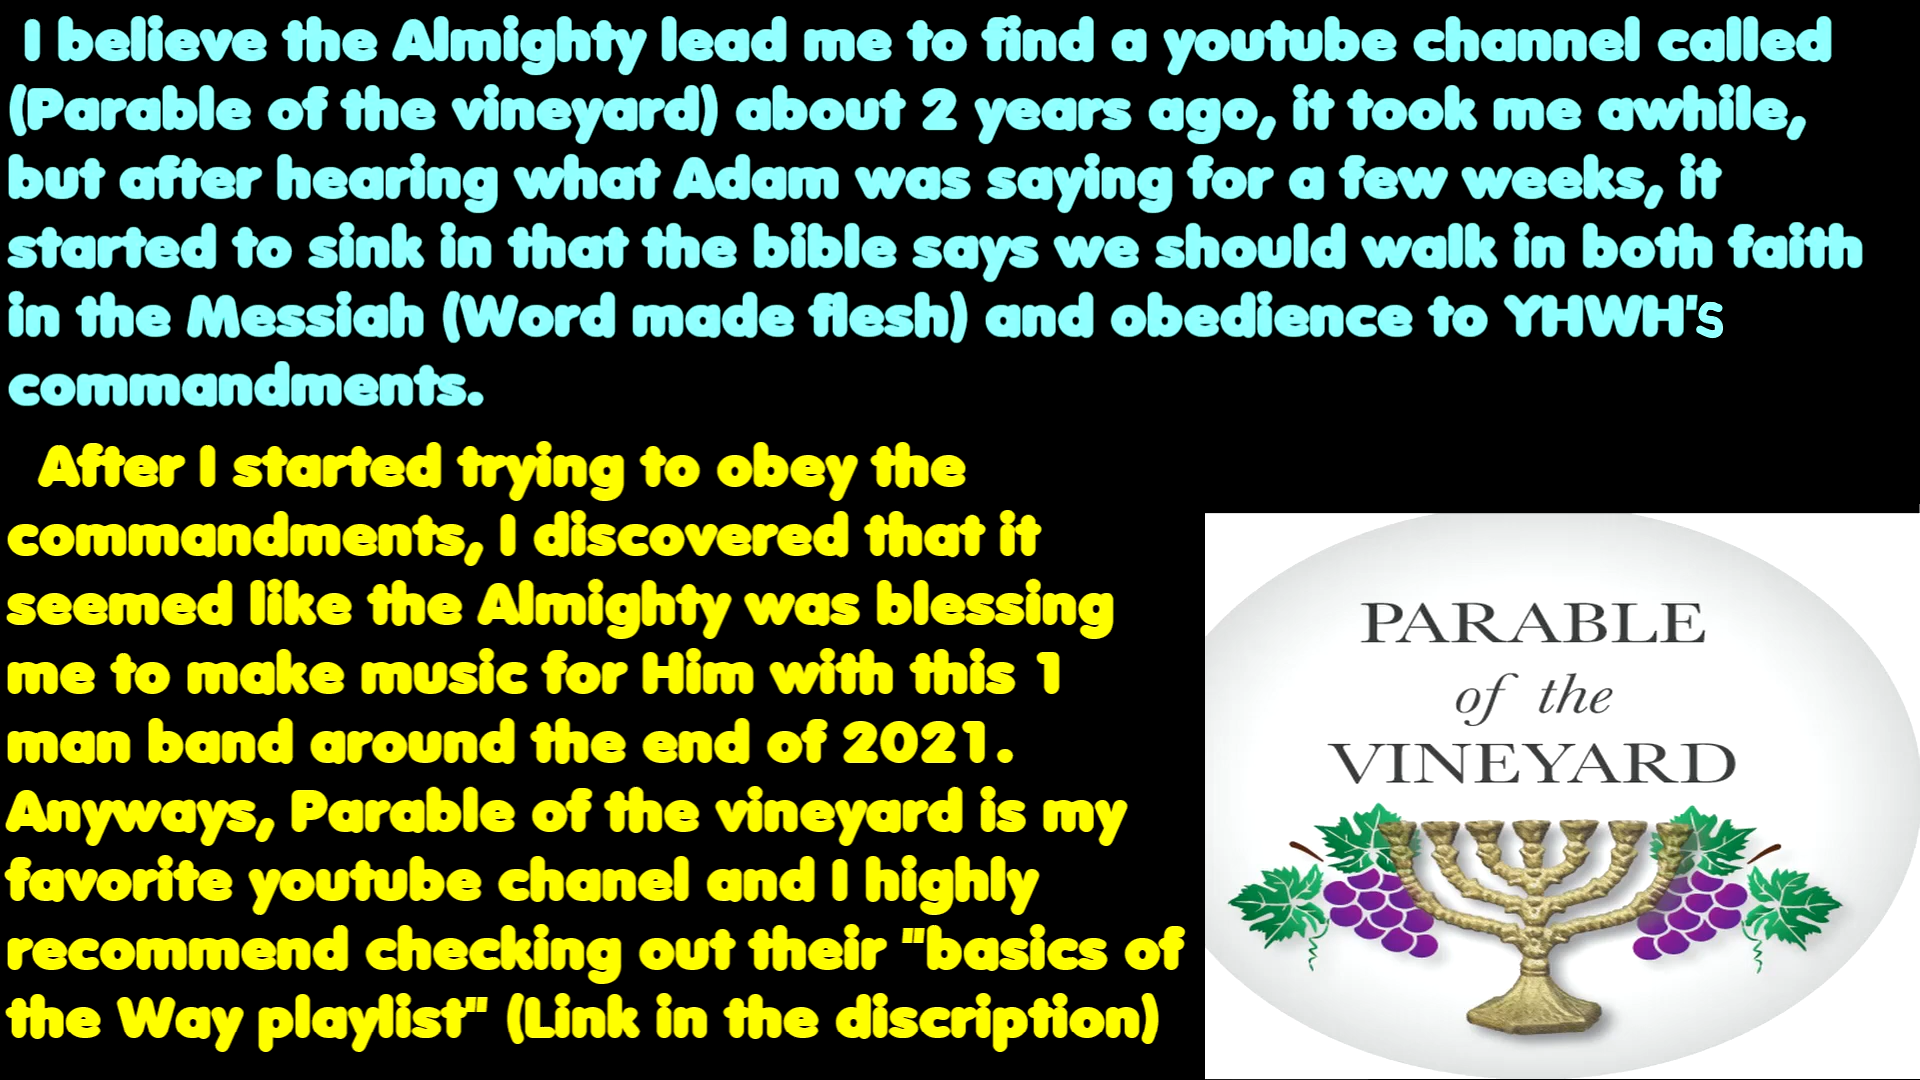 I believe the Almighty lead me to find a youtube channel called
(Parable of the vineyard) about 2 years ago, it took me awhile,
but after hearing what Adam was saying for a few weeks, it
started to sink in that the bible says we should walk in both faith
in the Messiah (Word made flesh) and obedience to YHWH's
commandments.
After I started trying to obey the
commandments, I discovered that it
seemed like the Almighty was blessing
me to make music for Him with this 1
man band around the end of 2021.
Anyways, Parable of the vineyard is my
favorite youtube chanel and I highly
recommend checking out their "basics of
the Way playlist" (Link in the discription)
PARABLE
of the
VINEYARD